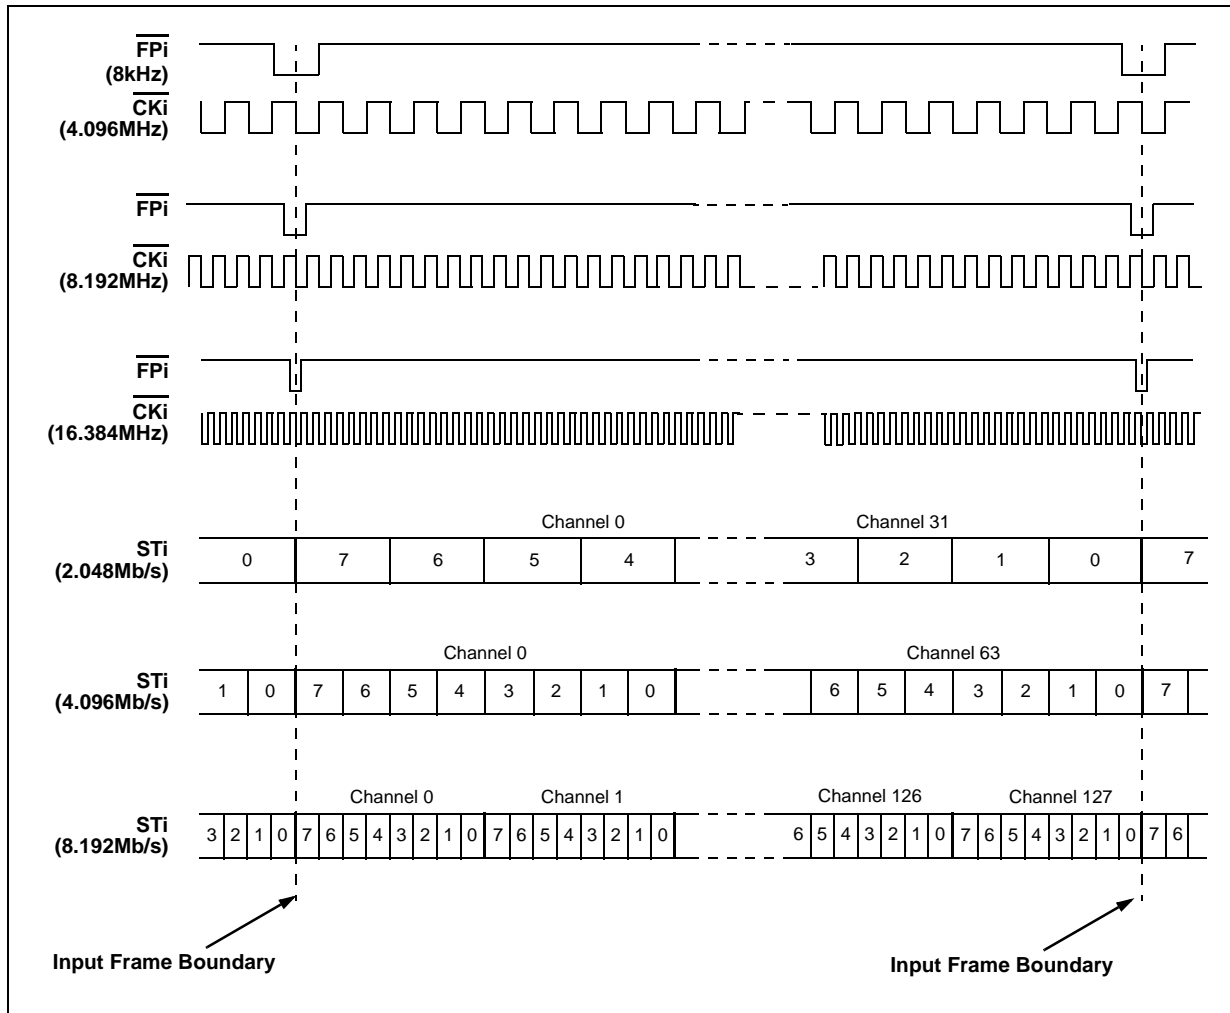 FPi
(8kHz)
CKi
(4.096MHz)
FPi
CKi
(8.192MHz)
FPi
CKi
(16.384MHz)
Channel 0 Channel 31
STi
(2.048Mb/s)
0 7 6 5 4 3 2 1 0 7
Channel 0 Channel 63
STi
(4.096Mb/s)
1 0 7 6 5 4 3 2 1 0 6 5 4 3 2 1 0 7
Channel 0 Channel 1 Channel 126 Channel 127
STi
(8.192Mb/s)
3 2 1 0 7 6 5 4 3 2 1 0 7 6 5 4 3 2 1 0 6 5 4 3 2 1 0 7 6 5 4 3 2 1 0 7 6
Input Frame Boundary Input Frame Boundary